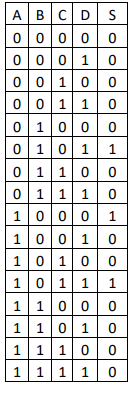 A B C D S
0 0 0 0 0
0 0 0 1 0
0 0 1 0 0
0 0 1 1 0
0 1 0 0 0
0 1 0 1 1
0 1 1 0 0
0 1 1 1 0
1 0 0 0 1
1 0 0 1 0
1 0 1 0 0
1 0 1 1 1
1 1 0 0 0
1 1 0 1 0
1 1 1 0 0
1 1 1 1 0